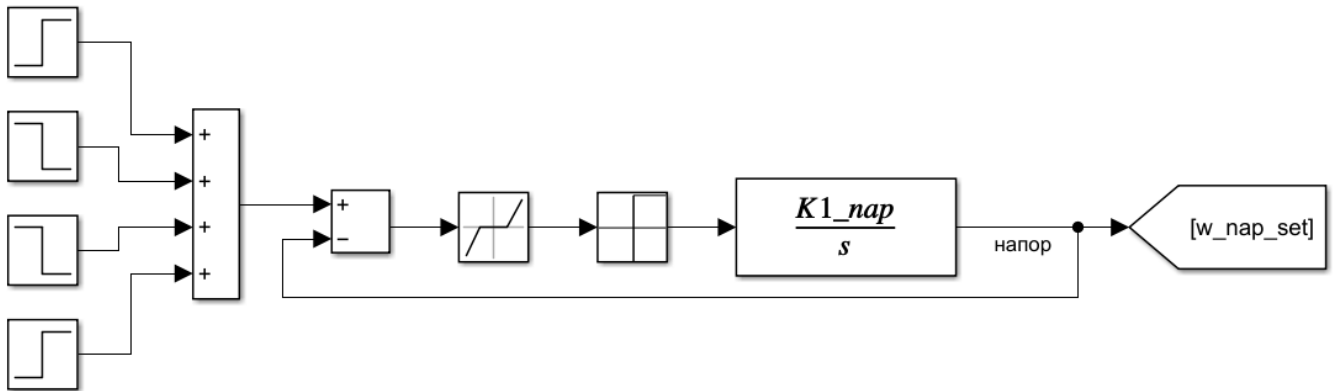 +
+
+
+
+
−
K1_nap
s
напор
[w_nap_set]